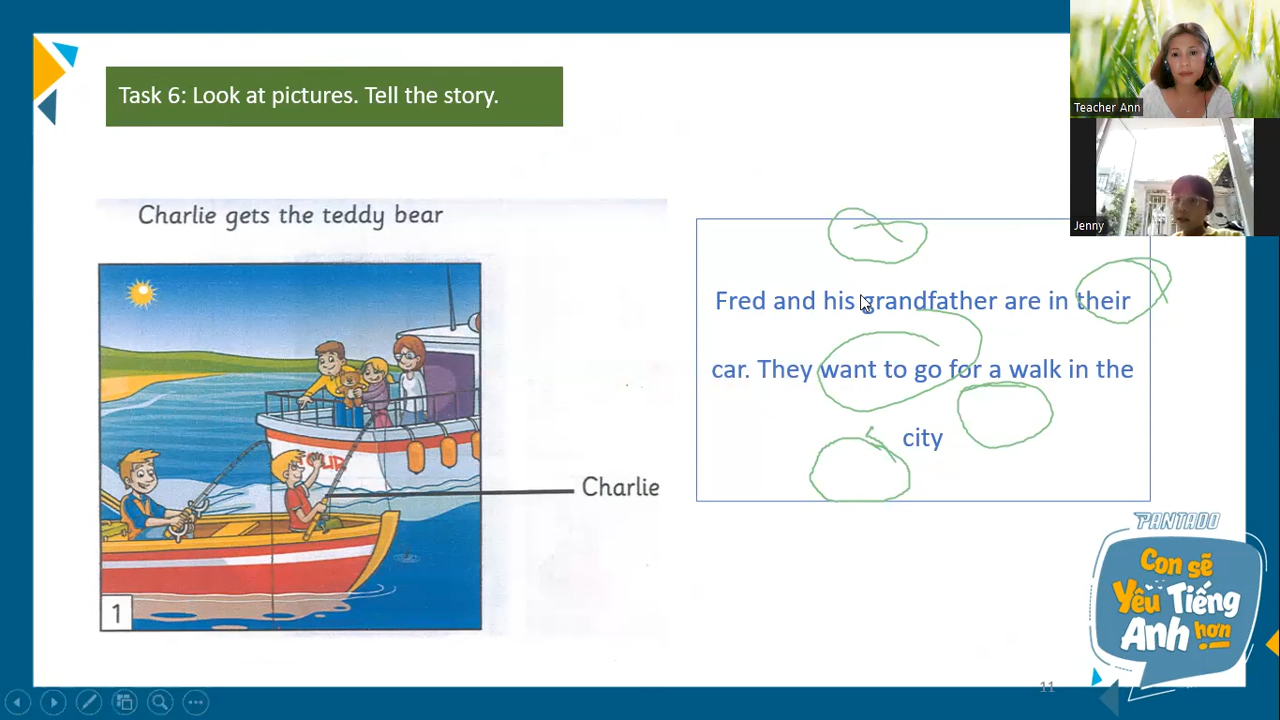 Task 6: Look at pictures. Tell the story.
Charlie gets the teddy bear
Charlie
1
Fred and his grandfather are in their
car. They want to go for a walk in the
city
Teacher Ann
Jenny
PANTADO
Con sẽ
Yêu Tiếng
Anh hơn
11